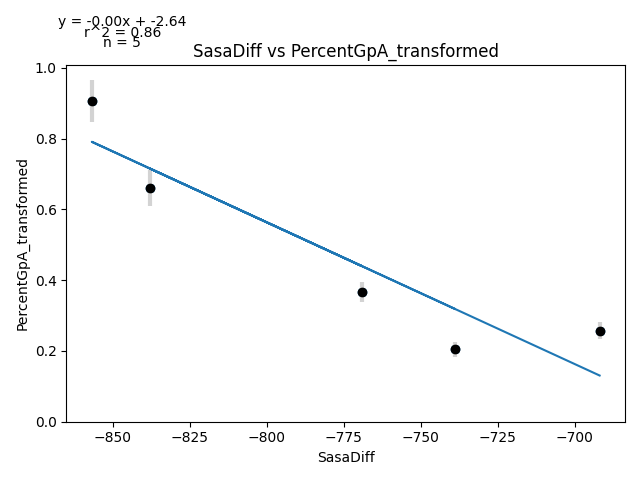 y = -0.00x + -2.64
r^2 = 0.86
n = 5
SasaDiff vs PercentGpA_transformed
1.0
0.8
0.6
0.4
0.2
0.0
PercentGpA_transformed
−850 −825 −800 −775 −750 −725 −700
SasaDiff